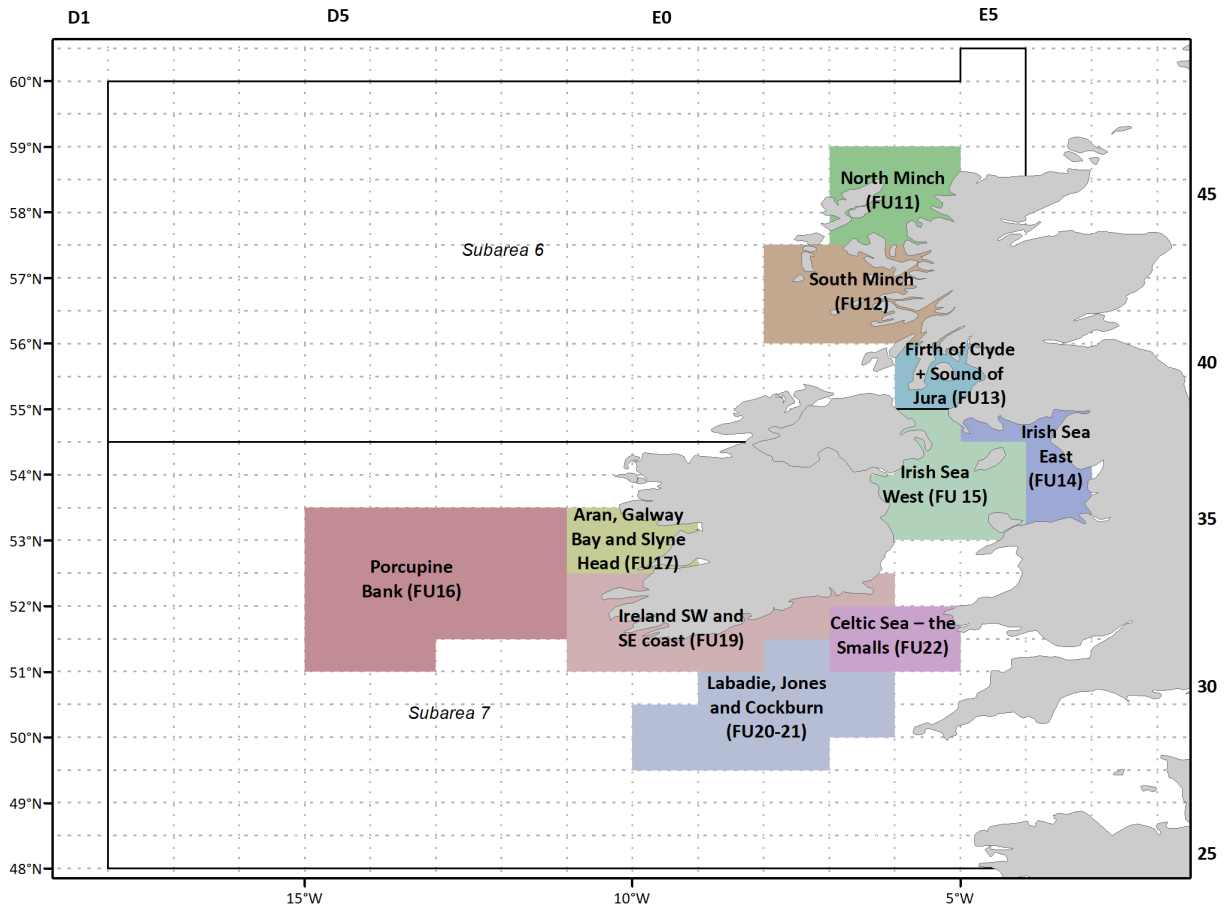 D1
D5
E0
E5
60°N
59°N
58°N
57°N
56°N
55°N
54°N
53°N
52°N
51°N
50°N
49°N
48°N
45
40
35
30
25
15°W
10°W
5°W
North Minch
(FU11)
Subarea 6
South Minch
(FU12)
Firth of Clyde
+ Sound of
Jura (FU13)
Irish Sea
East
(FU14)
Irish Sea
West (FU 15)
Aran, Galway
Bay and Slyne
Head (FU17)
Porcupine
Bank (FU16)
Ireland SW and
SE coast (FU19)
Celtic Sea – the
Smalls (FU22)
Labadie, Jones
and Cockburn
(FU20-21)
Subarea 7